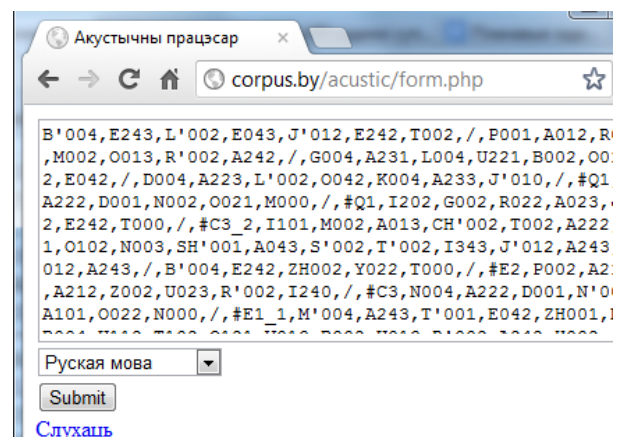 Акустычны працэсар
corpus.by/acustic/form.php
B'004,E243,L'002,E043,J'012,E242,T002,/,P001,A012,
,M002,O013,R'002,A242,/,G004,A231,L004,U221,B002,
2,E042,/,D004,A223,L'002,O042,K004,A233,J'010,/,#Q1
A222,D001,N002,O021,M000,/,#Q1,I202,G002,R022,A023,
2,E242,T000,/,#C3_2,I101,M002,A013,CH'002,T002,A222
1,O102,N003,SH'001,A043,S'002,T'002,I343,J'012,A243,
012,A243,/,B'004,E242,ZH002,Y022,T000,/,#E2,P002,
,A212,Z002,U023,R'002,I240,/,#C3,N004,A222,D001,
A101,O022,N000,/,#E1_1,M'004,A243,T'001,E042,ZH001,
Руская мова
Submit
Слухаць